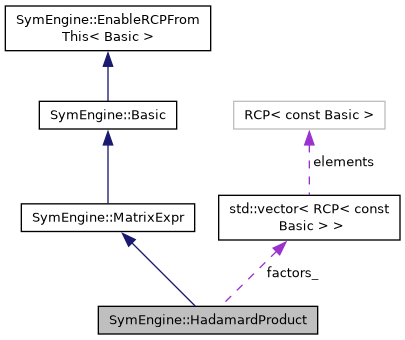 SymEngine::EnableRCPFrom
This< Basic >
SymEngine::Basic
RCP< const Basic >
elements
SymEngine::MatrixExpr
std::vector< RCP< const
Basic > >
factors_
SymEngine::HadamardProduct